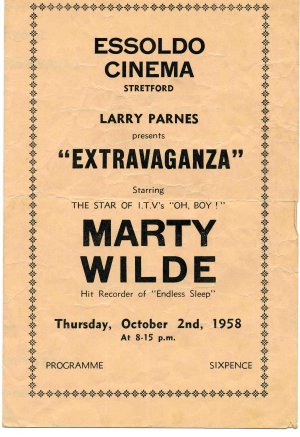 ESSOLDO
CINEMA
STRETFORD
LARRY PARNES
presents
"EXTRAVAGANZA"
Starring
THE STAR OF I.T.V's "OH, BOY !"
MARTY
WILDE
Hit Recorder of "Endless Sleep"
Thursday, October 2nd, 1958
At 8-15 p.m.
PROGRAMME SIXPENCE